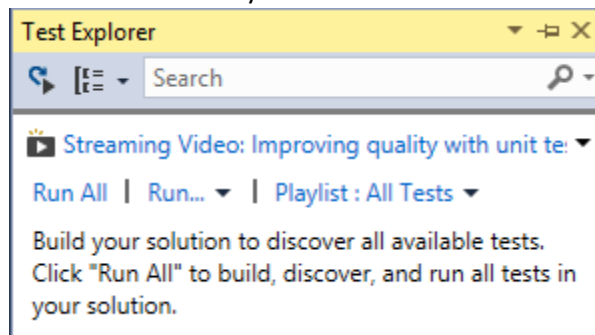 Test Explorer
Search
Streaming Video: Improving quality with unit te
Run All | Run... | Playlist : All Tests
Build your solution to discover all available tests.
Click "Run All" to build, discover, and run all tests in
your solution.